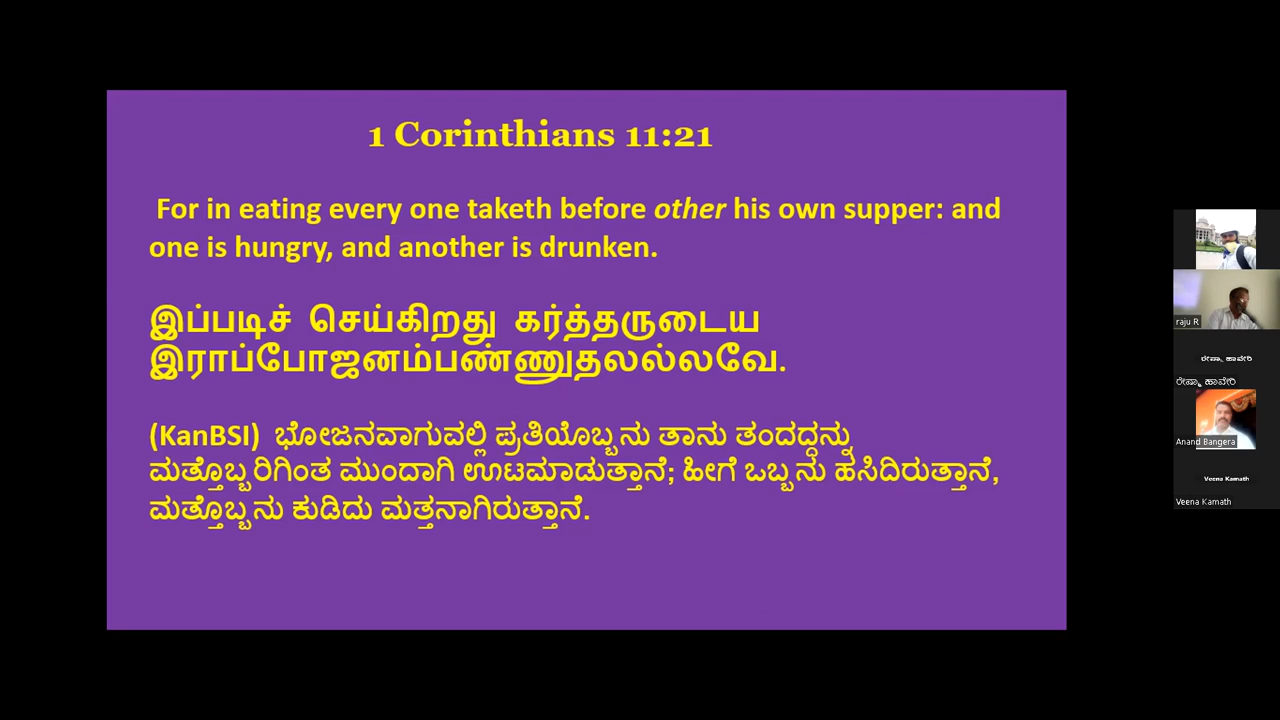 1 Corinthians 11:21
For in eating every one taketh before other his own supper: and
one is hungry, and another is drunken.
இப்படிச் செய்கிறது கர்த்தருடைய
இராப்போஜனம்பண்ணுதலல்லவே.
(KanBSI) ಭೋಜನವಾಗುವಲ್ಲಿ ಪ್ರತಿಯೊಬ್ಬನು ತಾನು ತಂದದ್ದನ್ನು
ಮತ್ತೊಬ್ಬರಿಗಿಂತ ಮುಂದಾಗಿ ಊಟಮಾಡುತ್ತಾನೆ; ಹೀಗೆ ಒಬ್ಬನು ಹಸಿದಿರುತ್ತಾನೆ,
ಮತ್ತೊಬ್ಬನು ಕುಡಿದು ಮತ್ತನಾಗಿರುತ್ತಾನೆ.
raju R
ರೇಷ್ಮಾ ಹಾವೇರಿ
ರೇಷ್ಮಾ ಹಾವೇರಿ
Anand Bangera
Veena Kamath
Veena Kamath